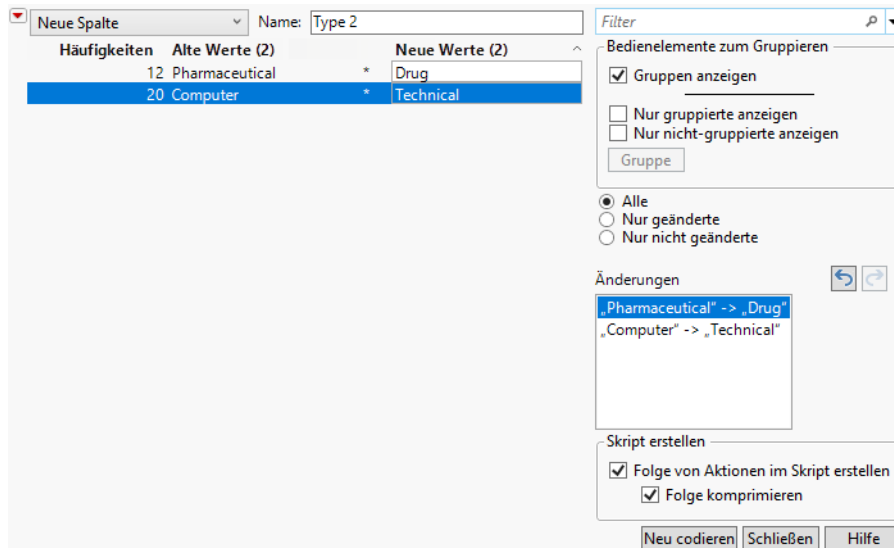 Neue Spalte Name: Type 2
Häufigkeiten Alte Werte (2) Neue Werte (2)
12 Pharmaceutical * Drug
20 Computer * Technical
Filter
Bedienelemente zum Gruppieren
Gruppen anzeigen
Nur gruppierte anzeigen
Nur nicht-gruppierte anzeigen
Gruppe
Alle
Nur geänderte
Nur nicht geänderte
Änderungen
„Pharmaceutical“ -> „Drug“
„Computer“ -> „Technical“
Skript erstellen
Folge von Aktionen im Skript erstellen
Folge komprimieren
Neu codieren Schließen Hilfe